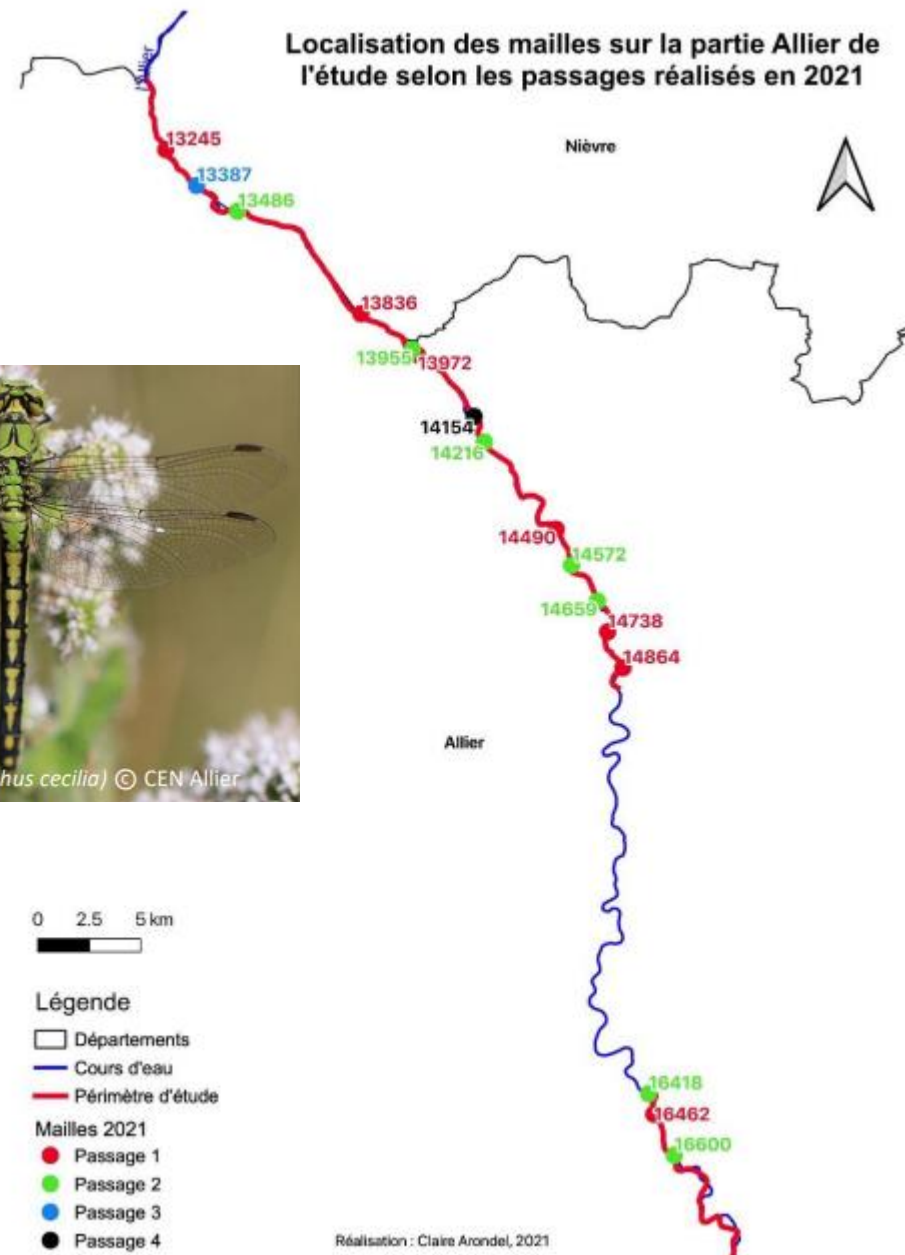 Localisation des mailles sur la partie Allier de
l'étude selon les passages réalisés en 2021
Allier
Nièvre
13245
13387
13486
13836
13955
13972
14154
14216
14490
14572
14659
14738
14864
Allier
hus cecilia) © CEN Allier
16418
16462
16600
0 2.5 5 km
Légende
Départements
Cours d'eau
Périmètre d'étude
Mailles 2021
Passage 1
Passage 2
Passage 3
Passage 4
Réalisation : Claire Arondel, 2021